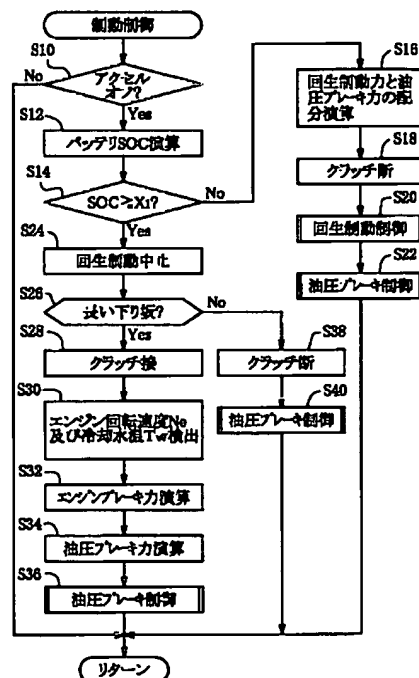 制動制御
S10
No
アクセル
オフ?
Yes
S12
バッテリSOC演算
S14
SOC≥X1?
No
Yes
S24
回生制動中止
S26
長い下り坂?
No
Yes
S28
クラッチ接
S30
エンジン回転速度Ne
及び冷却水温Tw検出
S32
エンジンブレーキ力演算
S34
油圧ブレーキ力演算
S36
油圧ブレーキ制御
S38
クラッチ断
S40
油圧ブレーキ制御
S16
回生制動力と油
圧ブレーキ力の配
分演算
S18
クラッチ断
S20
回生制動制御
S22
油圧ブレーキ制御
リターン